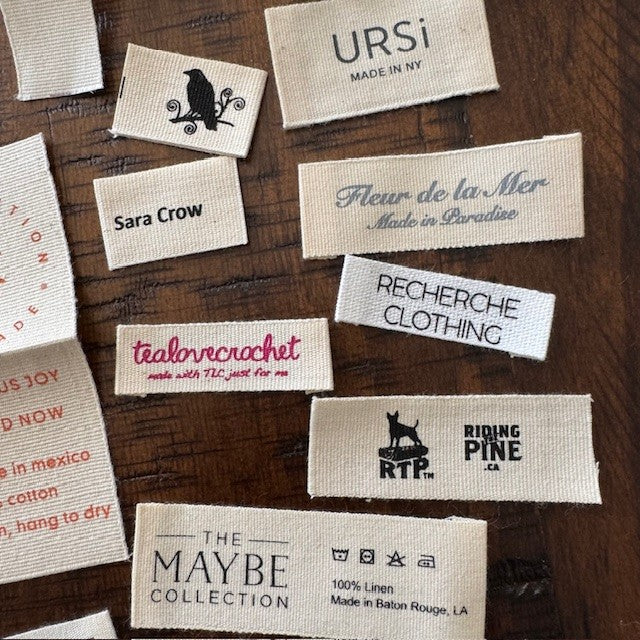 URSi
MADE IN NY
Sara Crow
Fleur de la Mer
Made in Paradise
RECHERCHE
CLOTHING
tealovecrochet
made with TLC just for me
RTP™
RIDING
THE
PINE
.CA
JOY
NOW
in mexico
cotton
hang to dry
THE
MAYBE
COLLECTION
100% Linen
Made in Baton Rouge, LA